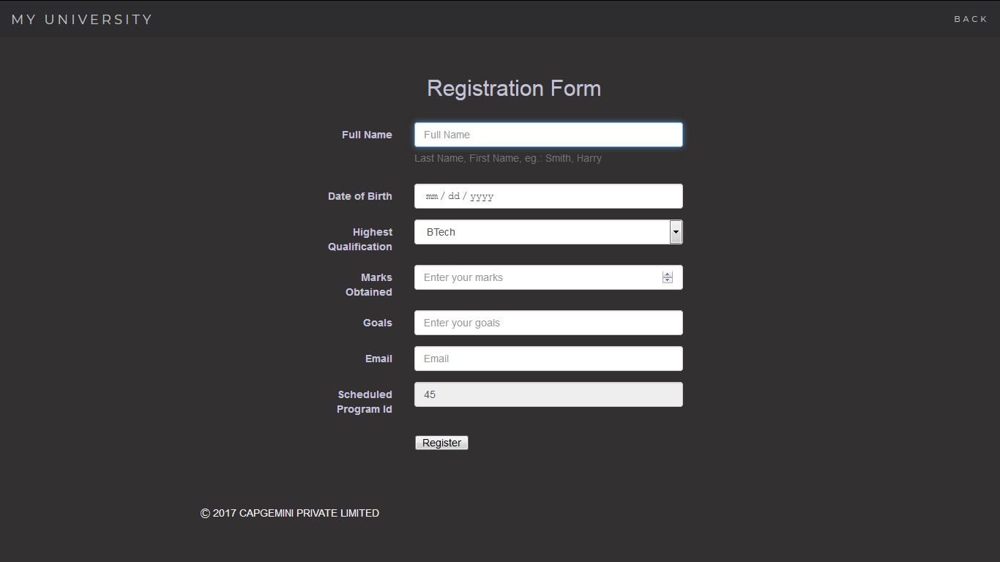 MY UNIVERSITY
BACK
Registration Form
Full Name
Full Name
Last Name, First Name, eg.: Smith, Harry
Date of Birth
mm / dd / yyyy
Highest
Qualification
BTech
Marks
Obtained
Enter your marks
Goals
Enter your goals
Email
Email
Scheduled
Program Id
45
Register
© 2017 CAPGEMINI PRIVATE LIMITED